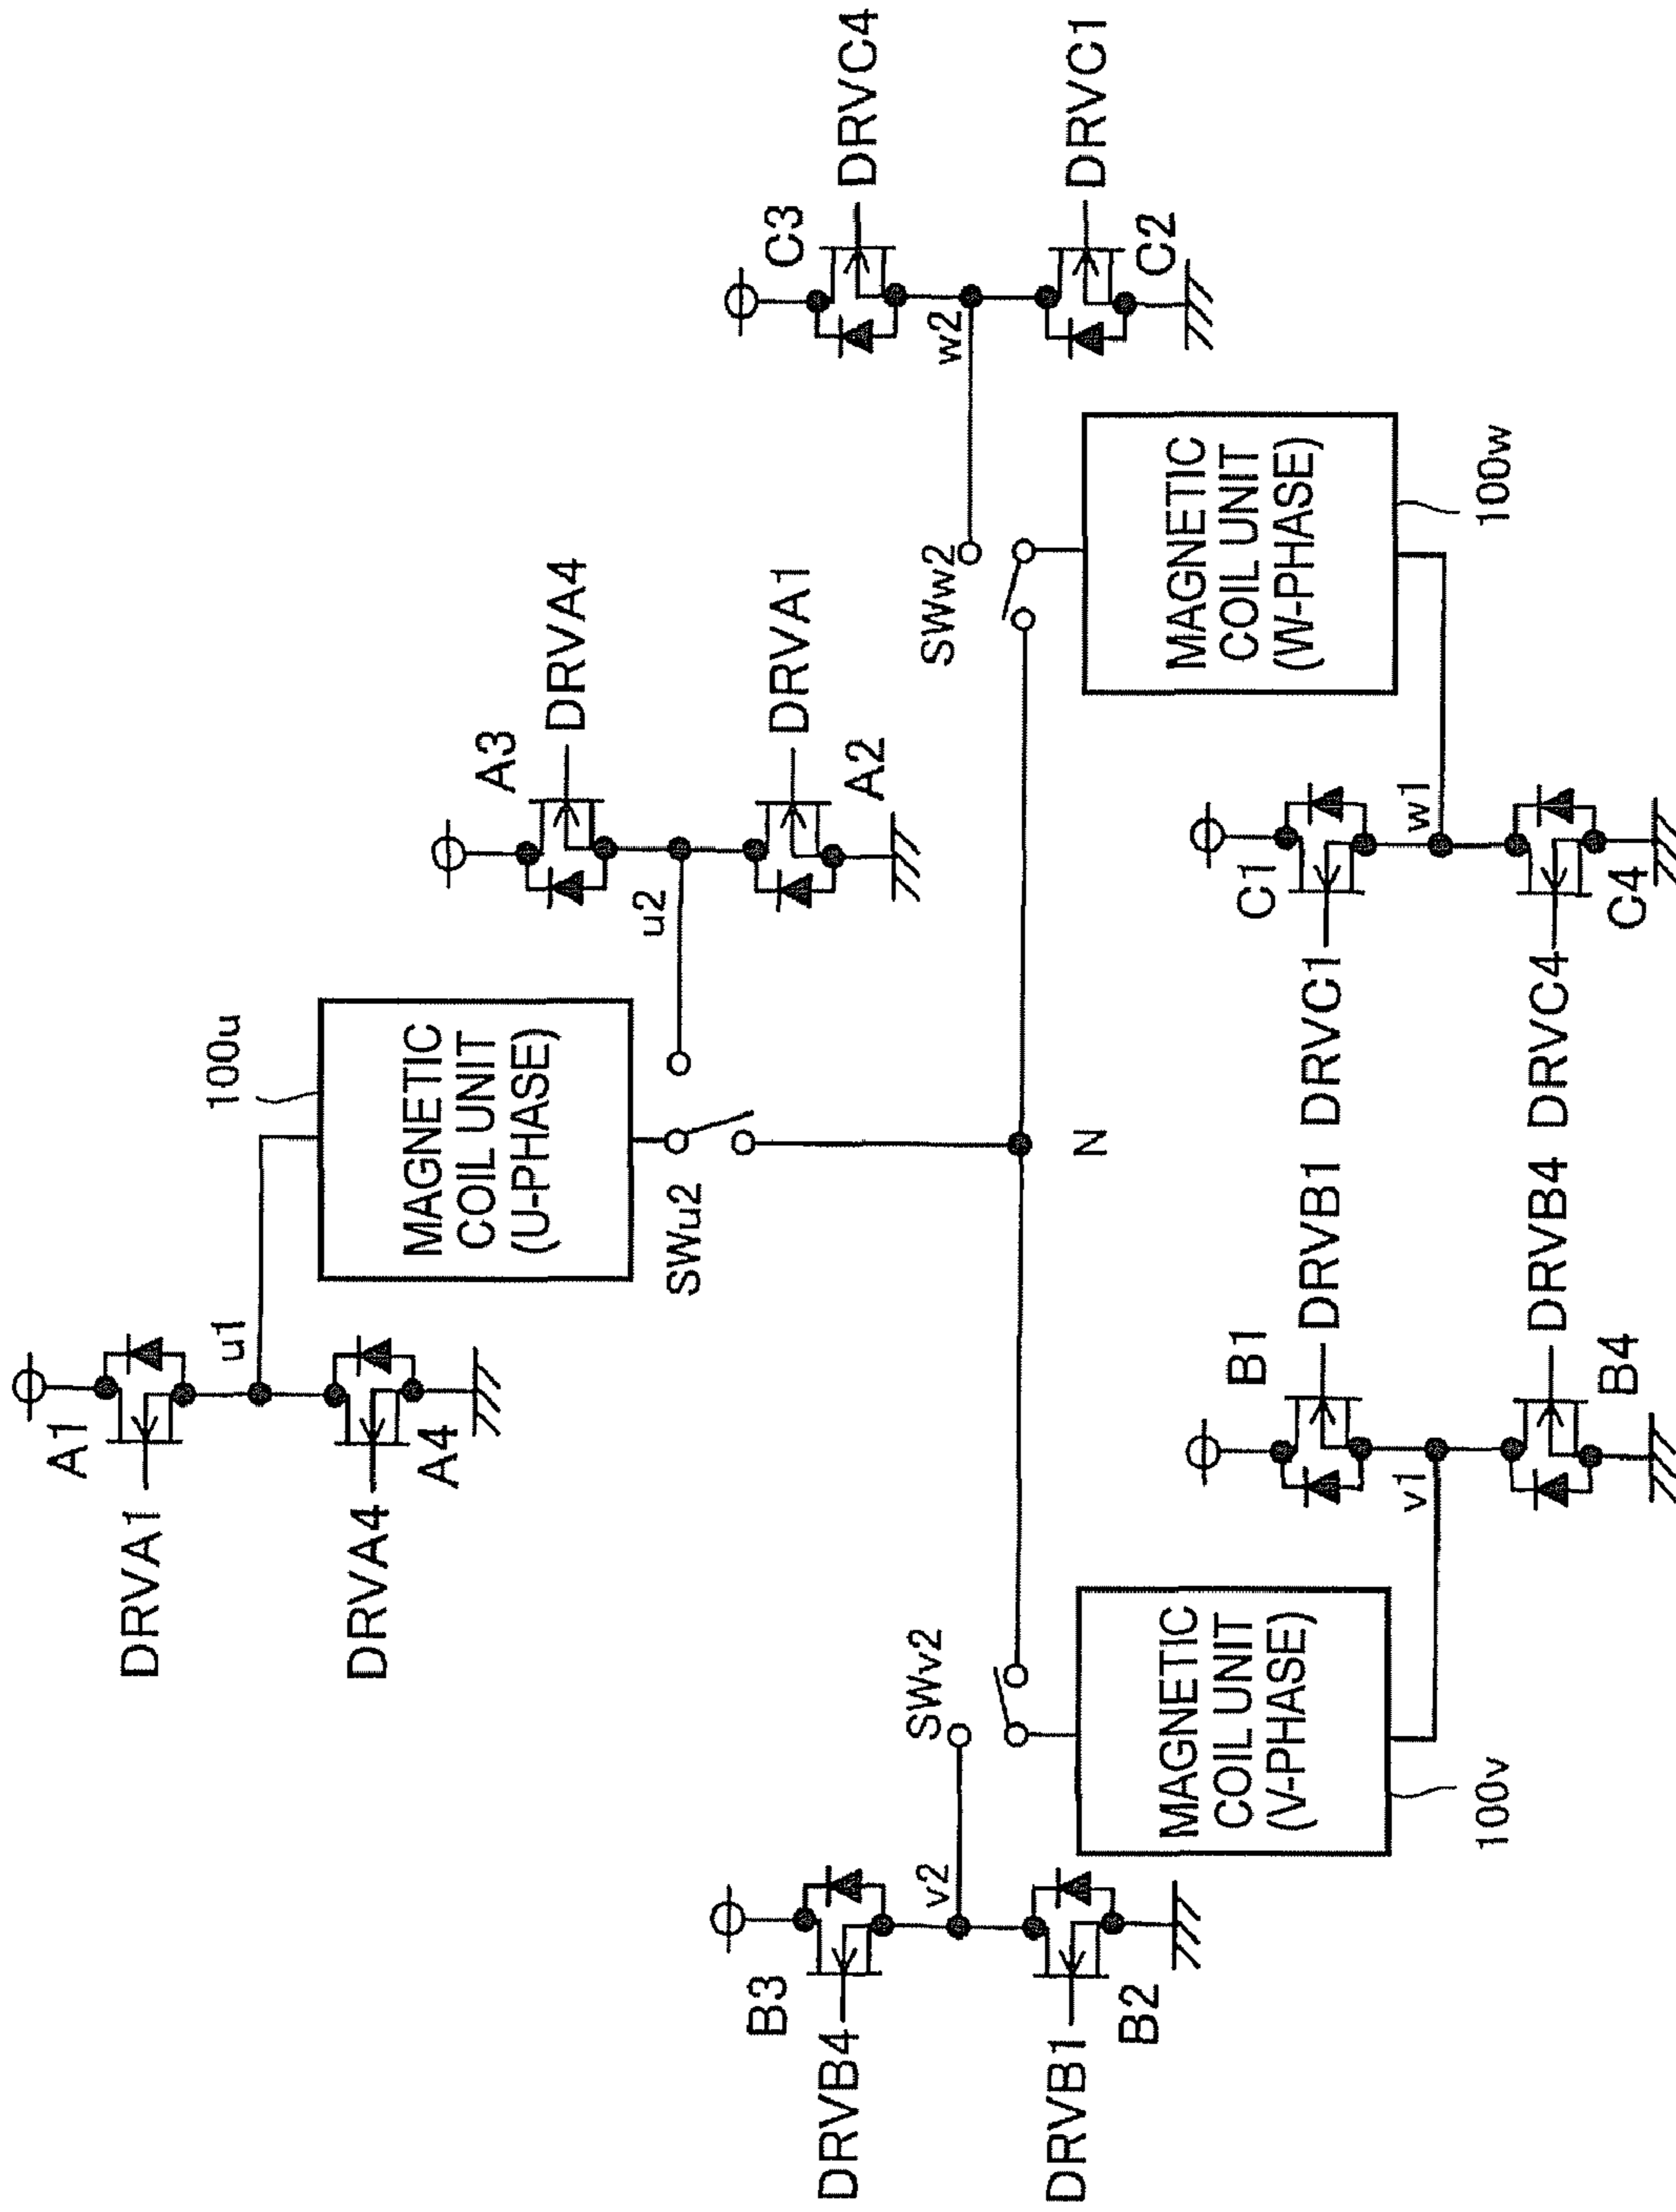 DRVA1
A1
u1
100u
DRVA4
A4
MAGNETIC
COIL UNIT
(U-PHASE)
SWu2
u2
A3
DRVA4
A2
DRVA1
N
DRVB4
B3
v2
SWv2
DRVB1
B2
MAGNETIC
COIL UNIT
(V-PHASE)
100v
v1
B1
DRVB1
B4
DRVB4
SWw2
w2
C3
DRVC4
C2
DRVC1
MAGNETIC
COIL UNIT
(W-PHASE)
100w
w1
C1
DRVC1
C4
DRVC4